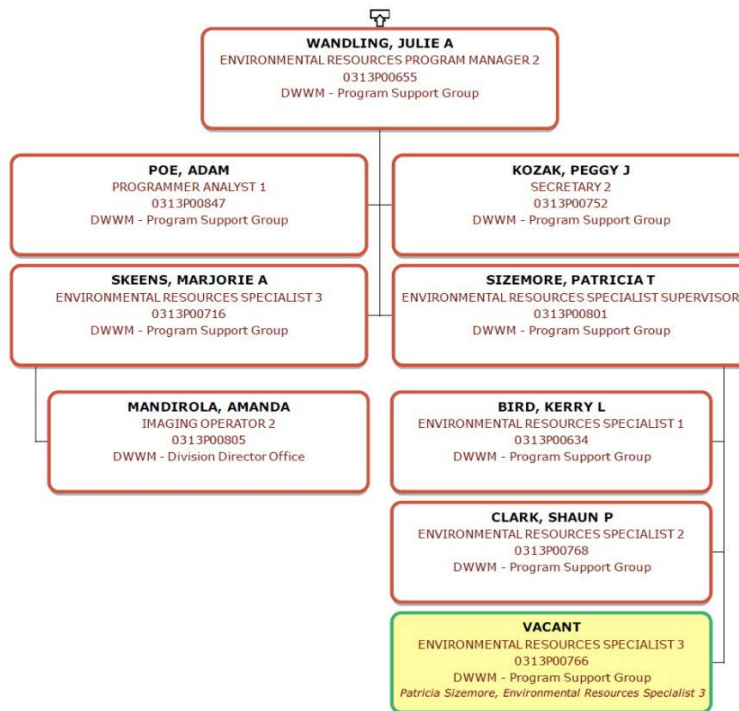 WANDLING, JULIE A
ENVIRONMENTAL RESOURCES PROGRAM MANAGER 2
0313P00655
DWWM - Program Support Group
POE, ADAM
PROGRAMMER ANALYST 1
0313P00847
DWWM - Program Support Group
KOZAK, PEGGY J
SECRETARY 2
0313P00752
DWWM - Program Support Group
SKEENS, MARJORIE A
ENVIRONMENTAL RESOURCES SPECIALIST 3
0313P00716
DWWM - Program Support Group
SIZEMORE, PATRICIA T
ENVIRONMENTAL RESOURCES SPECIALIST SUPERVISOR
0313P00801
DWWM - Program Support Group
MANDIROLA, AMANDA
IMAGING OPERATOR 2
0313P00805
DWWM - Division Director Office
BIRD, KERRY L
ENVIRONMENTAL RESOURCES SPECIALIST 1
0313P00634
DWWM - Program Support Group
CLARK, SHAUN P
ENVIRONMENTAL RESOURCES SPECIALIST 2
0313P00768
DWWM - Program Support Group
VACANT
ENVIRONMENTAL RESOURCES SPECIALIST 3
0313P00766
DWWM - Program Support Group
Patricia Sizemore, Environmental Resources Specialist 3